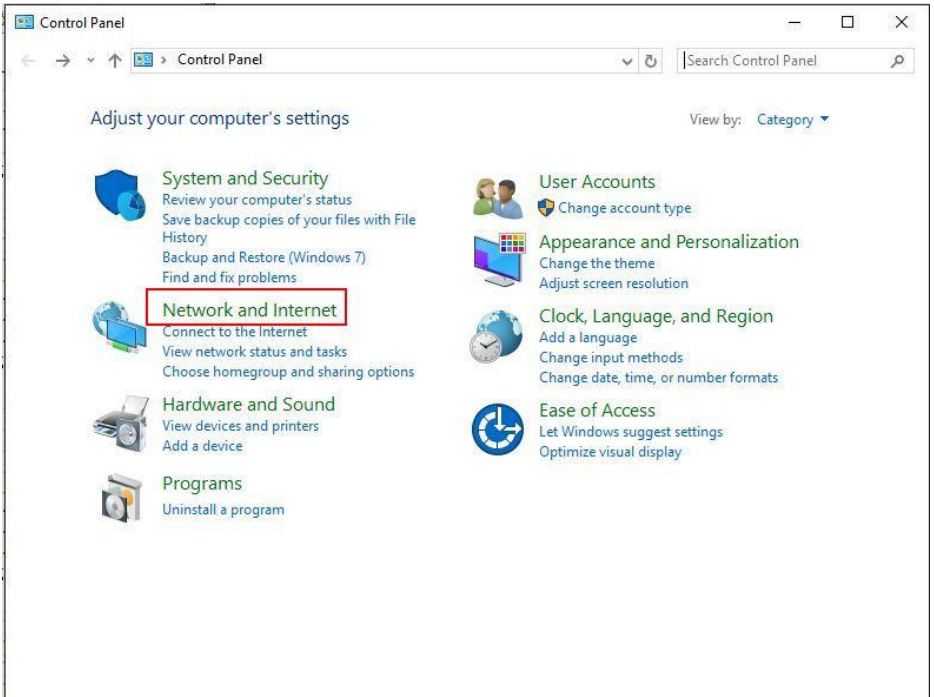 Control Panel
Control Panel
Search Control Panel
Adjust your computer's settings
View by: Category
System and Security
Review your computer's status
Save backup copies of your files with File
History
Backup and Restore (Windows 7)
Find and fix problems
Network and Internet
Connect to the Internet
View network status and tasks
Choose homegroup and sharing options
Hardware and Sound
View devices and printers
Add a device
Programs
Uninstall a program
User Accounts
Change account type
Appearance and Personalization
Change the theme
Adjust screen resolution
Clock, Language, and Region
Add a language
Change input methods
Change date, time, or number formats
Ease of Access
Let Windows suggest settings
Optimize visual display